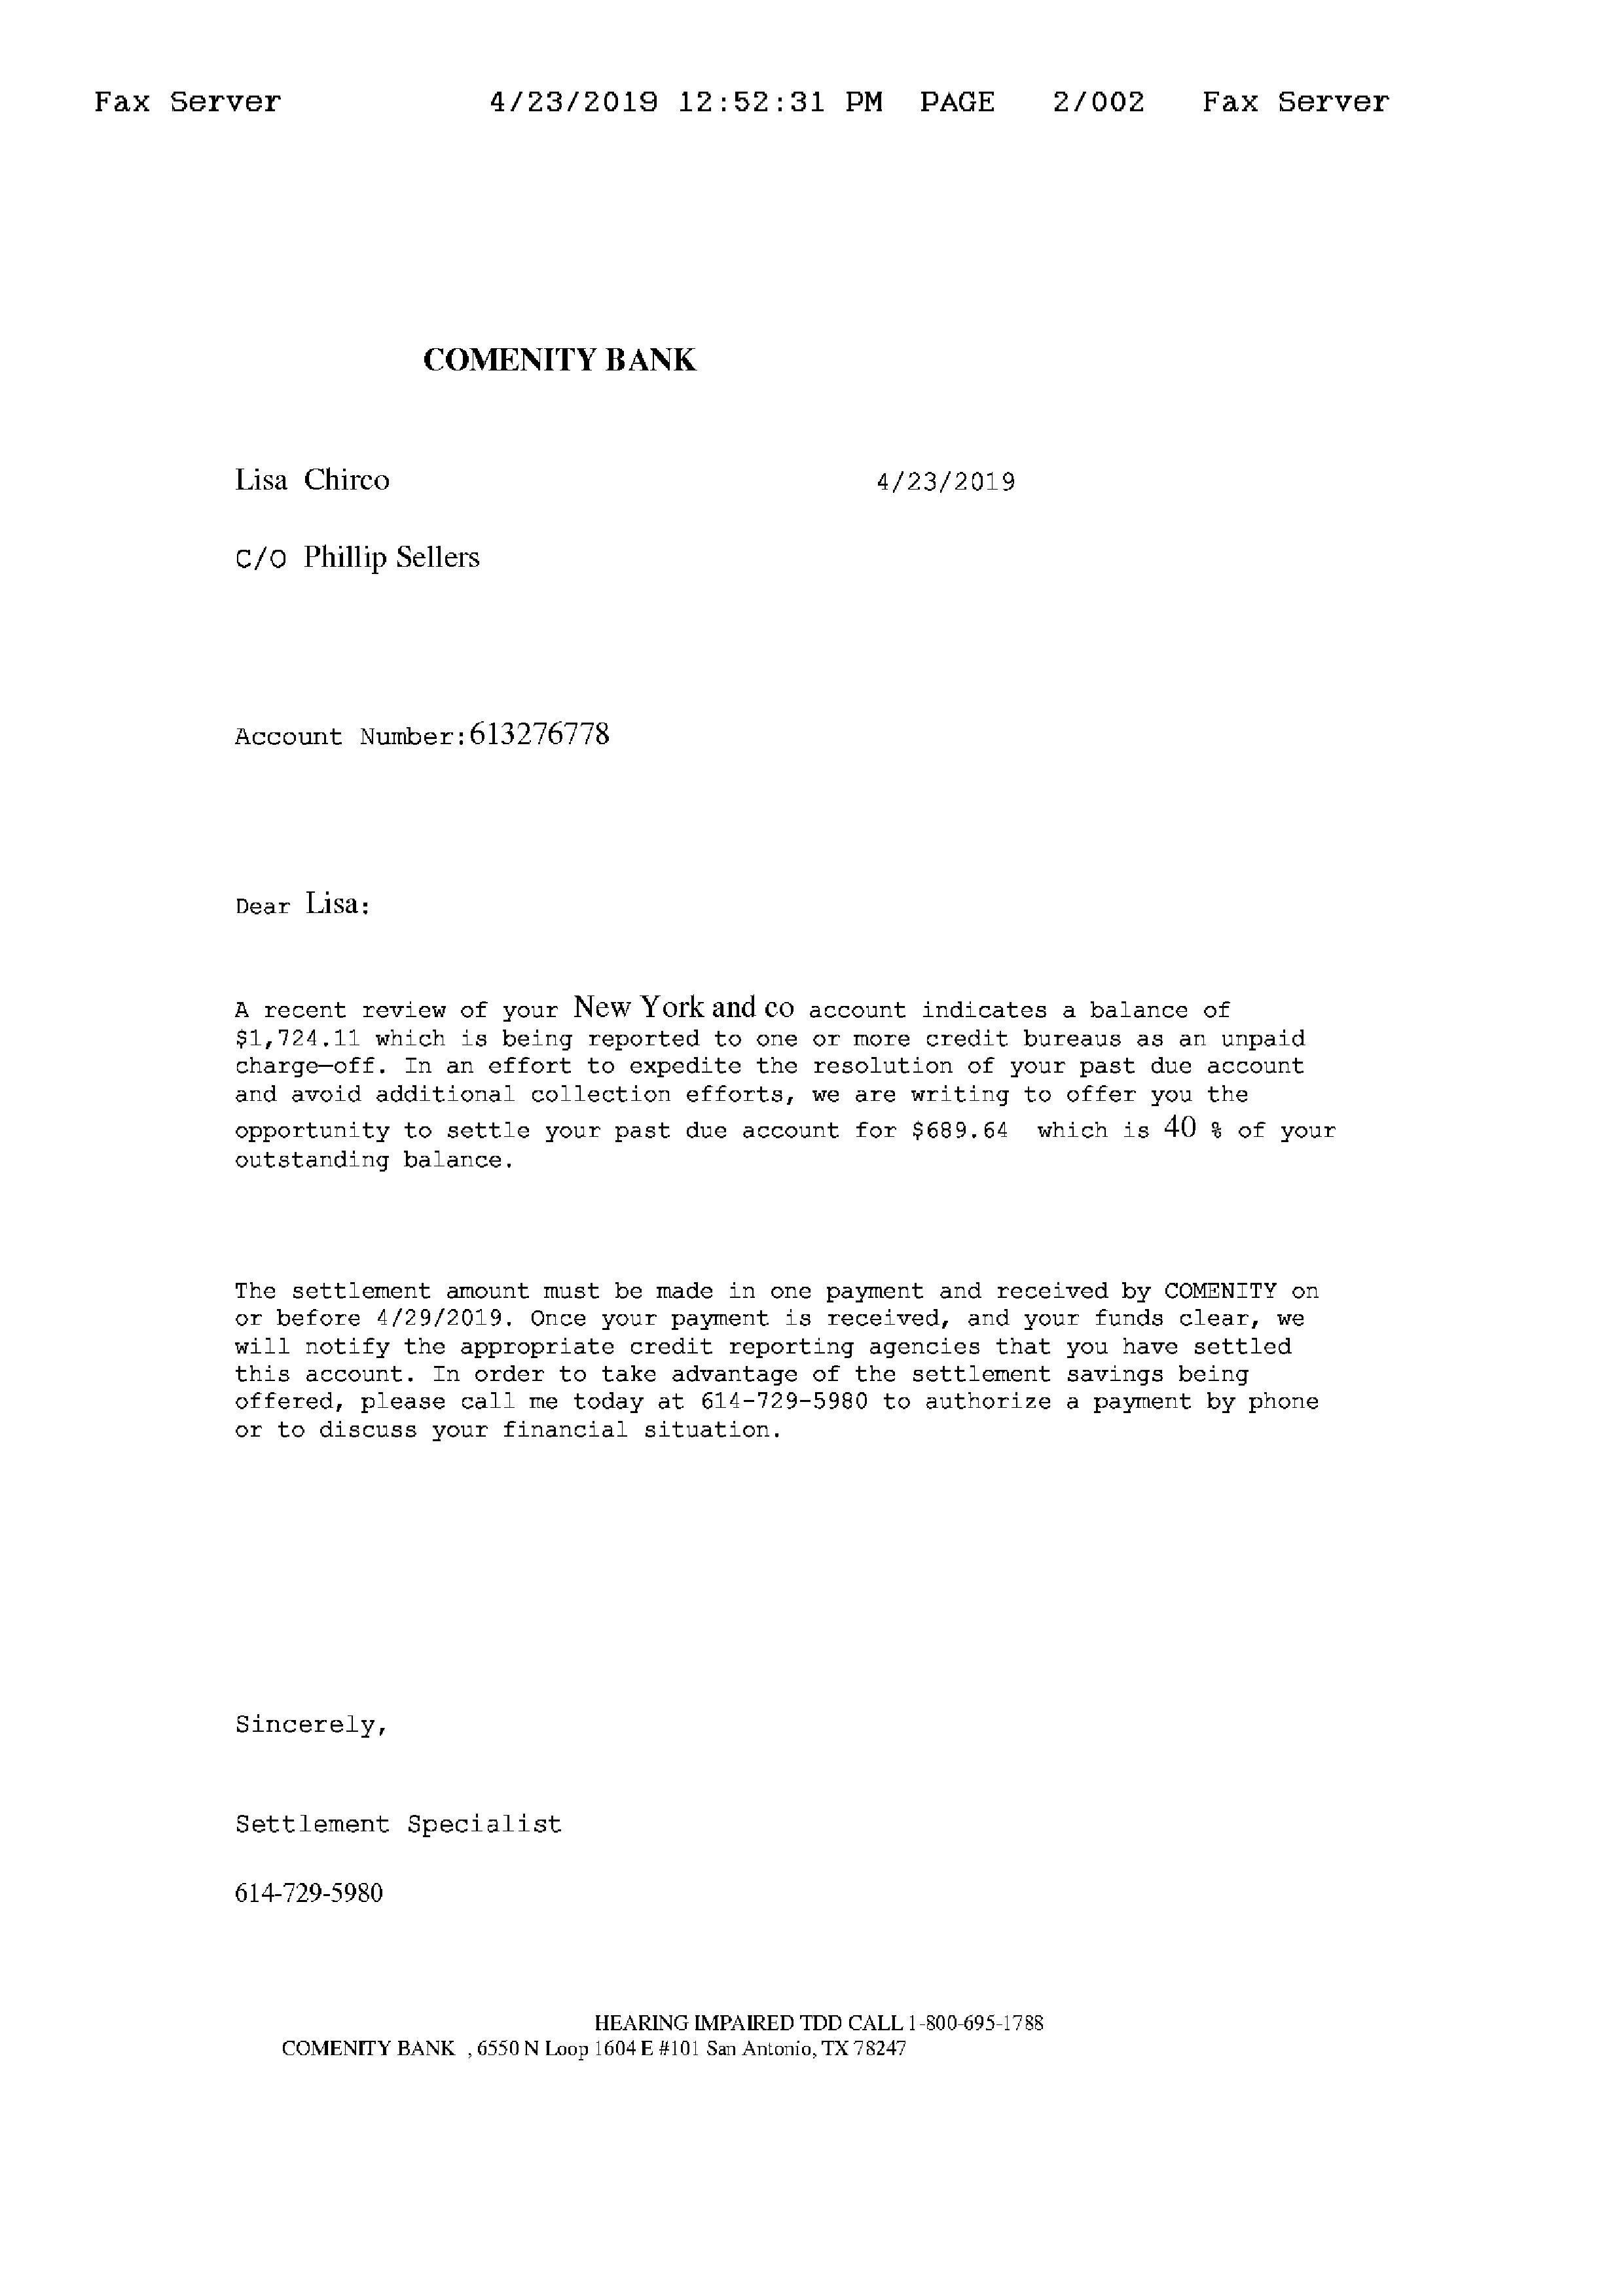 Fax Server 4/23/2019 12:52:31 PM PAGE 2/002 Fax Server
COMENITY BANK
Lisa Chirco 4/23/2019
C/O Phillip Sellers
Account Number:613276778
Dear Lisa:
A recent review of your New York and co account indicates a balance of
$1,724.11 which is being reported to one or more credit bureaus as an unpaid
charge-off. In an effort to expedite the resolution of your past due account
and avoid additional collection efforts, we are writing to offer you the
opportunity to settle your past due account for $689.64 which is 40 % of your
outstanding balance.
The settlement amount must be made in one payment and received by COMENITY on
or before 4/29/2019. Once your payment is received, and your funds clear, we
will notify the appropriate credit reporting agencies that you have settled
this account. In order to take advantage of the settlement savings being
offered, please call me today at 614-729-5980 to authorize a payment by phone
or to discuss your financial situation.
Sincerely,
Settlement Specialist
614-729-5980
HEARING IMPAIRED TDD CALL 1-800-695-1788
COMENITY BANK , 6550 N Loop 1604 E #101 San Antonio, TX 78247